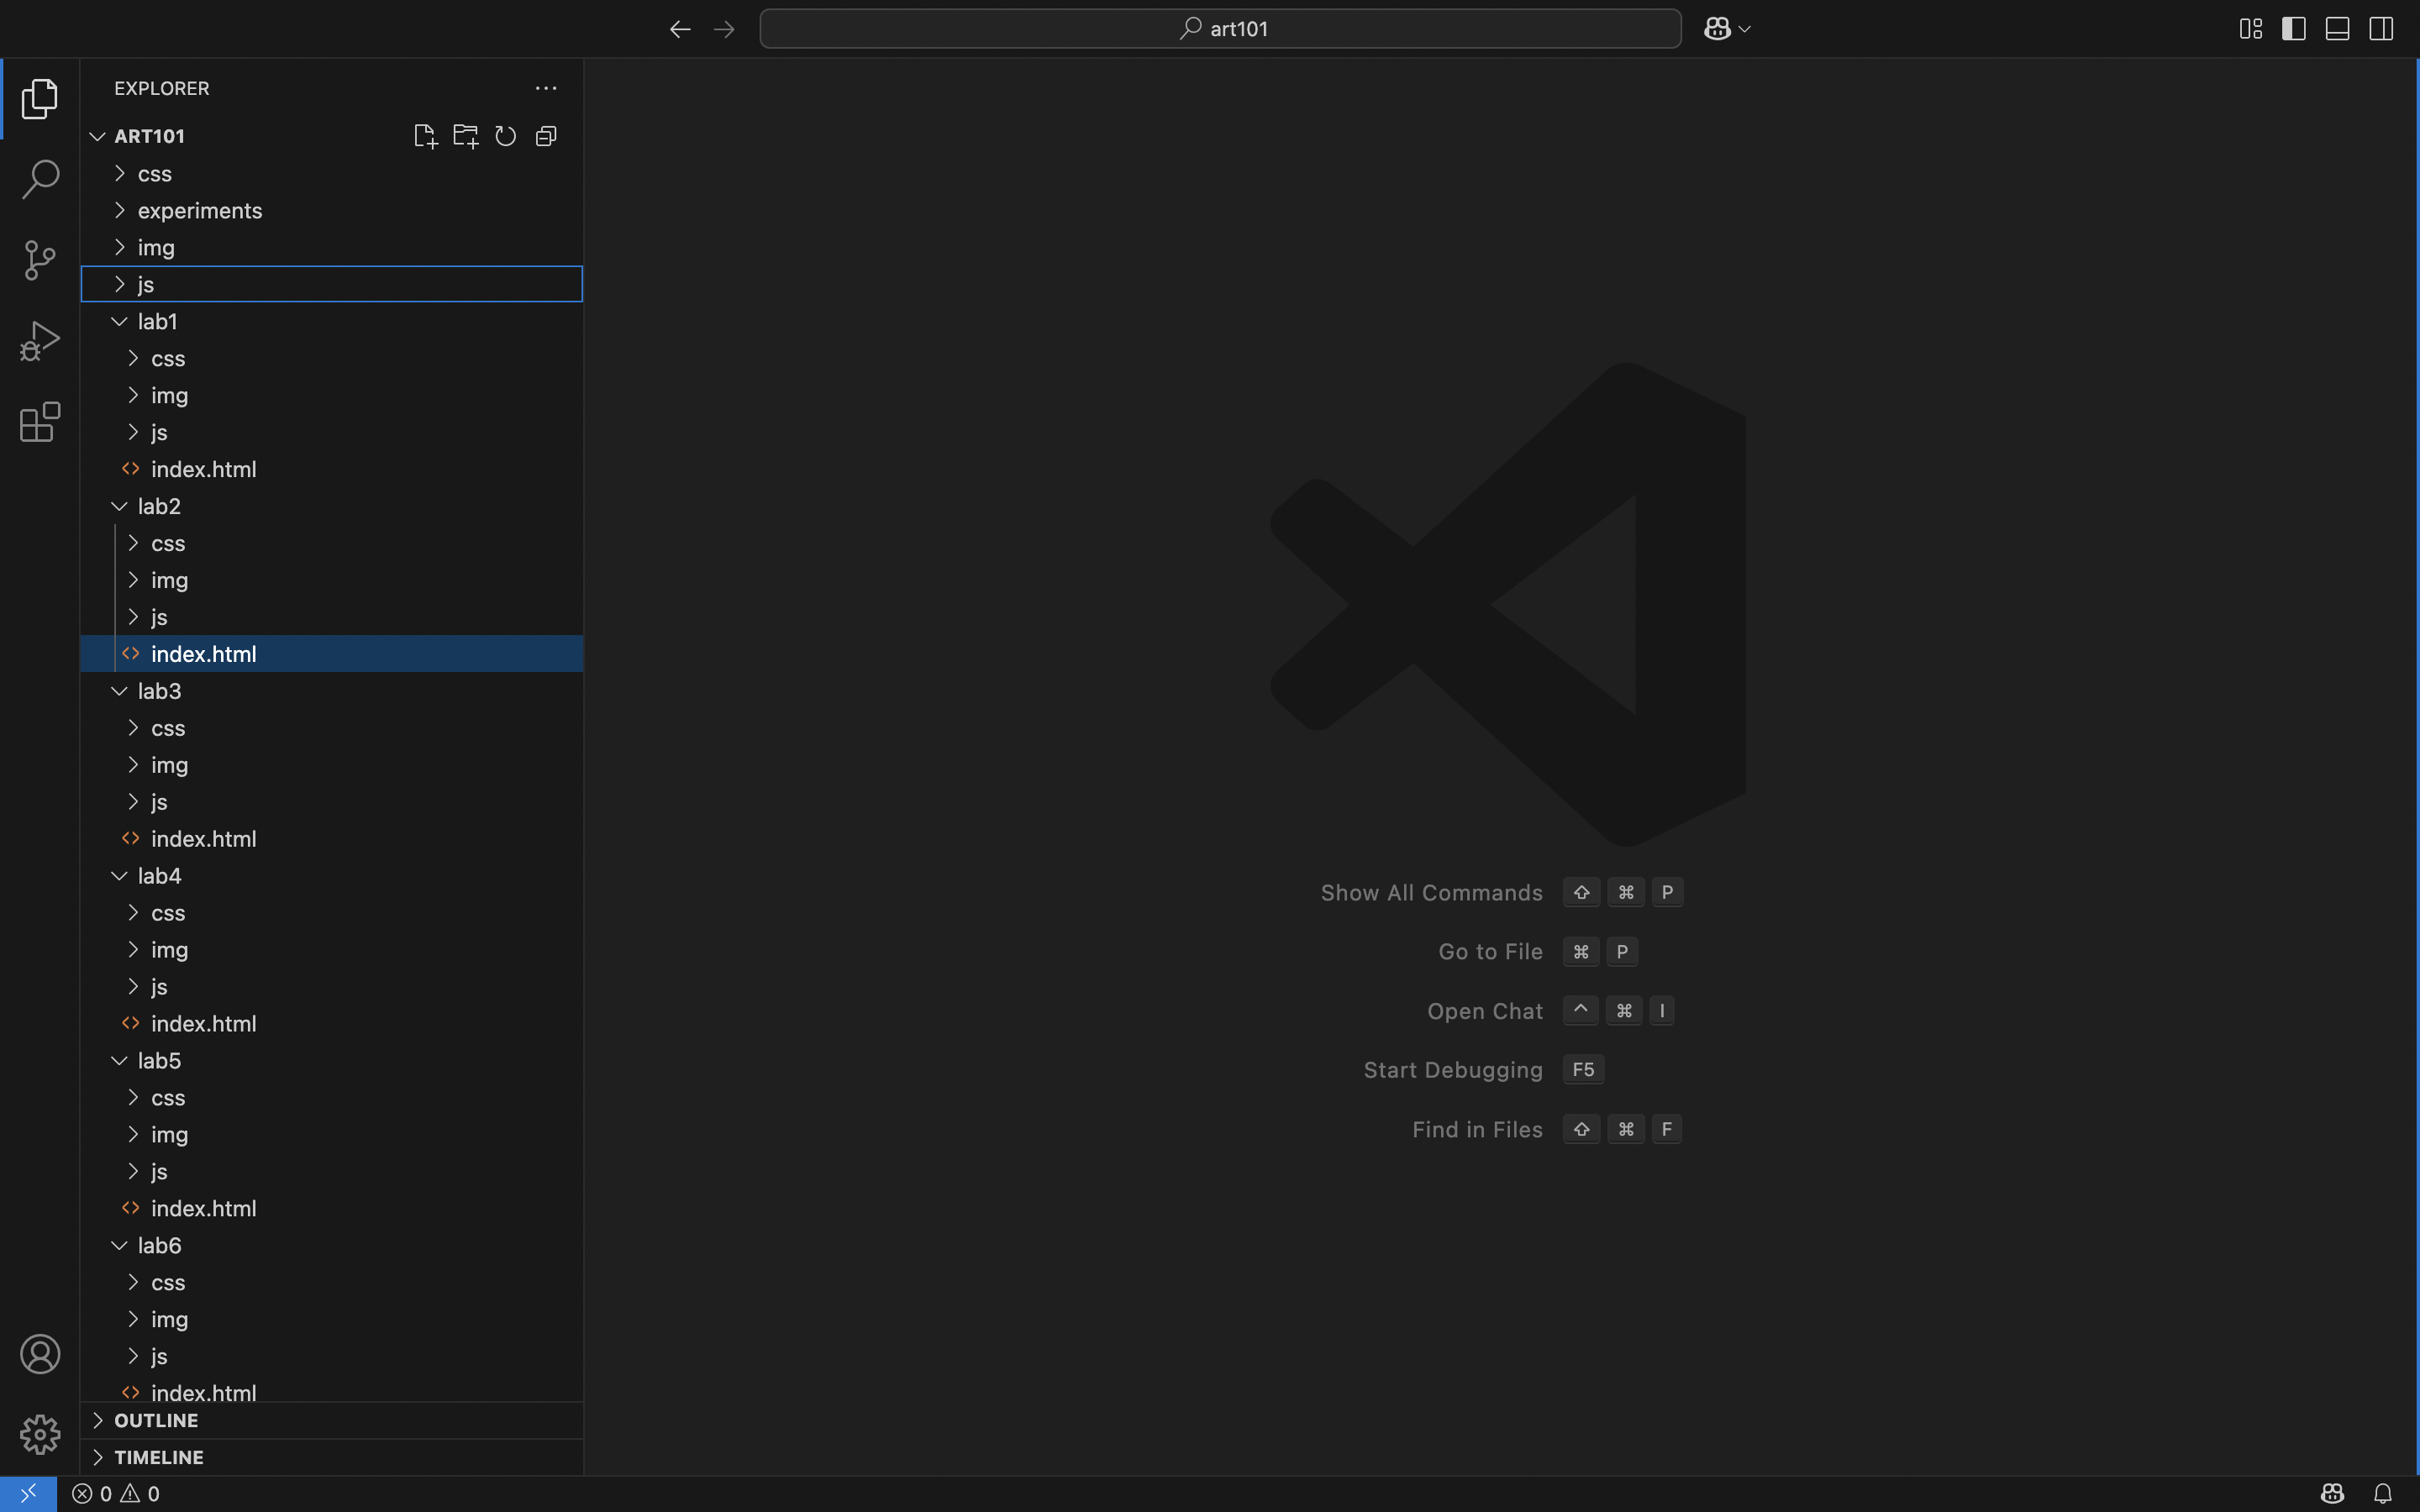 art101
EXPLORER
ART101
css
experiments
img
js
lab1
css
img
js
index.html
lab2
css
img
js
index.html
lab3
css
img
js
index.html
lab4
css
img
js
index.html
lab5
css
img
js
index.html
lab6
css
img
js
index.html
OUTLINE
TIMELINE
Show All Commands ⇧ ⌘ P
Go to File ⌘ P
Open Chat ^ ⌘ I
Start Debugging F5
Find in Files ⇧ ⌘ F
0 0